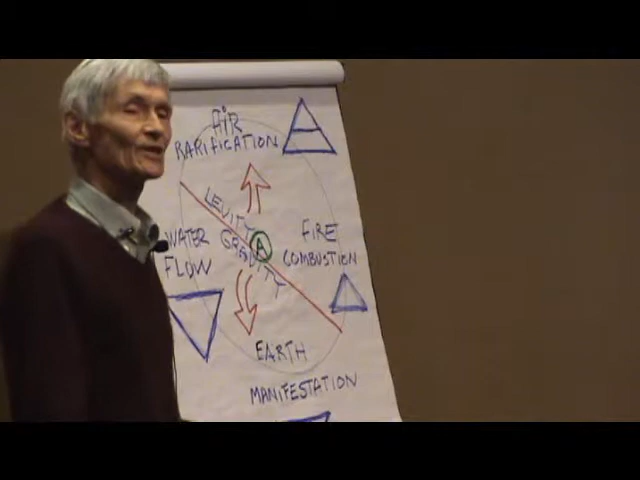 AiR
RARiFiCATiON
LEVITY
GRAVITY
A
WATER
FLOW
FiRE
COMBUSTiON
EARTH
MANiFESTATiON